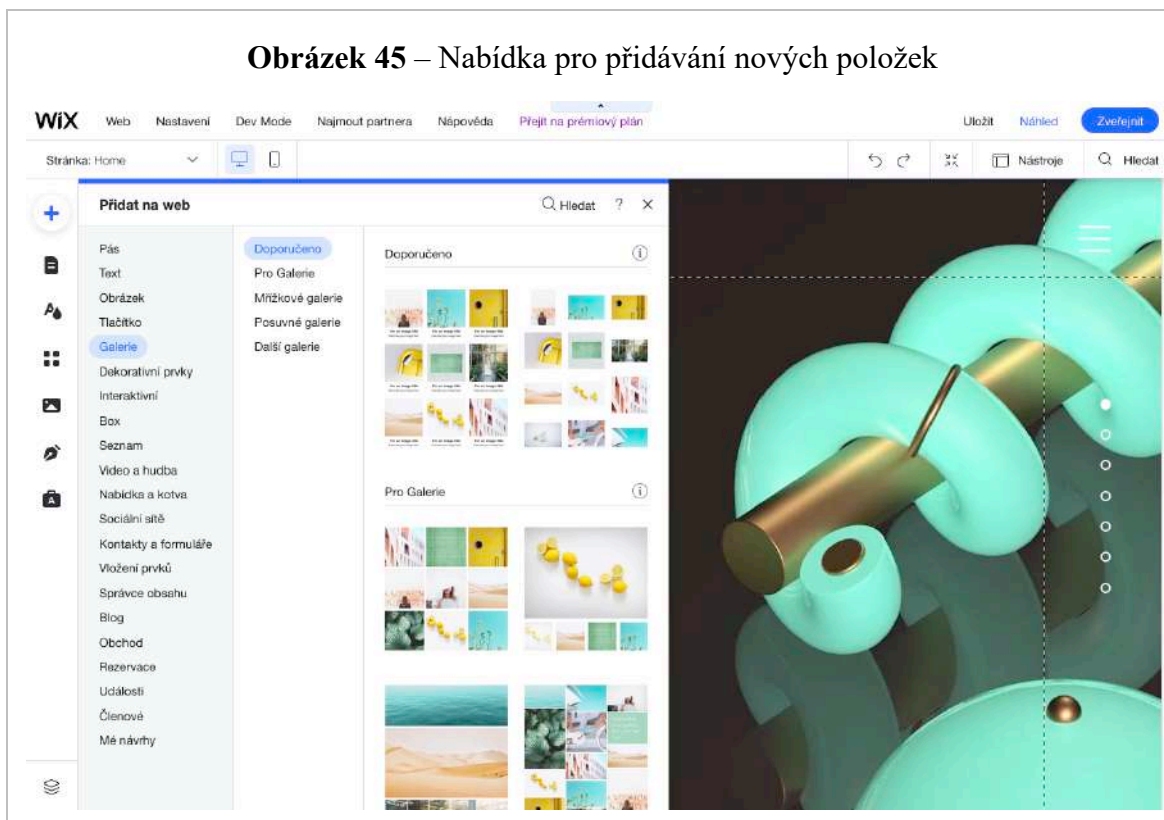 Obrázek 45 – Nabídka pro přidávání nových položek
WiX Web Nastavení Dev Mode Najmout partnera Nápověda Přejít na prémiový plán Uložit Náhled Zveřejnit
Stránka: Home Nástroje Hledat
Přidat na web Hledat ?
Pás
Text
Obrázek
Tlačítko
Galerie
Dekorativní prvky
Interaktivní
Box
Seznam
Video a hudba
Nabídka a kotva
Sociální sítě
Kontakty a formuláře
Vložení prvků
Správce obsahu
Blog
Obchod
Rezervace
Události
Členové
Mé návrhy
Doporučeno
Pro Galerie
Mřížkové galerie
Posuvné galerie
Další galerie
Doporučeno
Pro Galerie